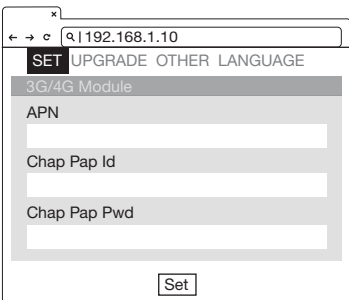 192.168.1.10
SET UPGRADE OTHER LANGUAGE
3G/4G Module
APN
Chap Pap Id
Chap Pap Pwd
Set